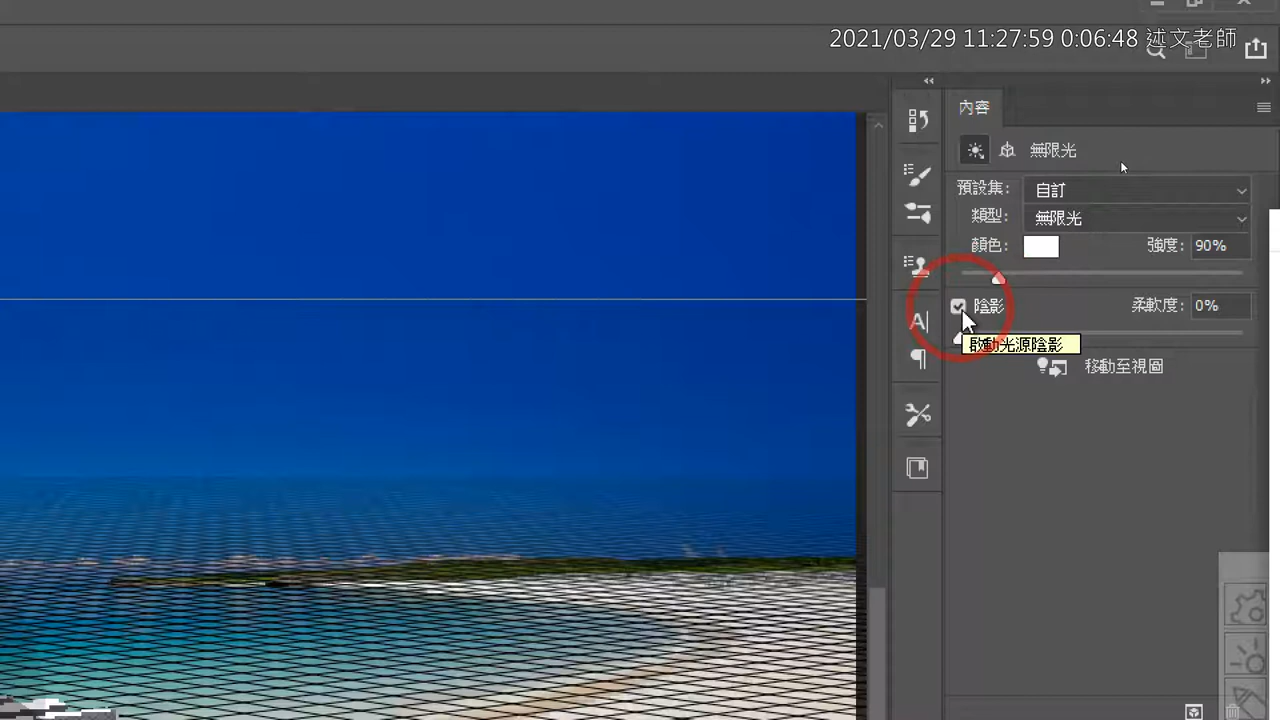 2021/03/29 11:27:59 0:06:48 述文老師
內容
無限光
預設集: 自訂
類型: 無限光
顏色: 強度: 90%
陰影 柔軟度: 0%
啟動光源陰影
移動至視圖